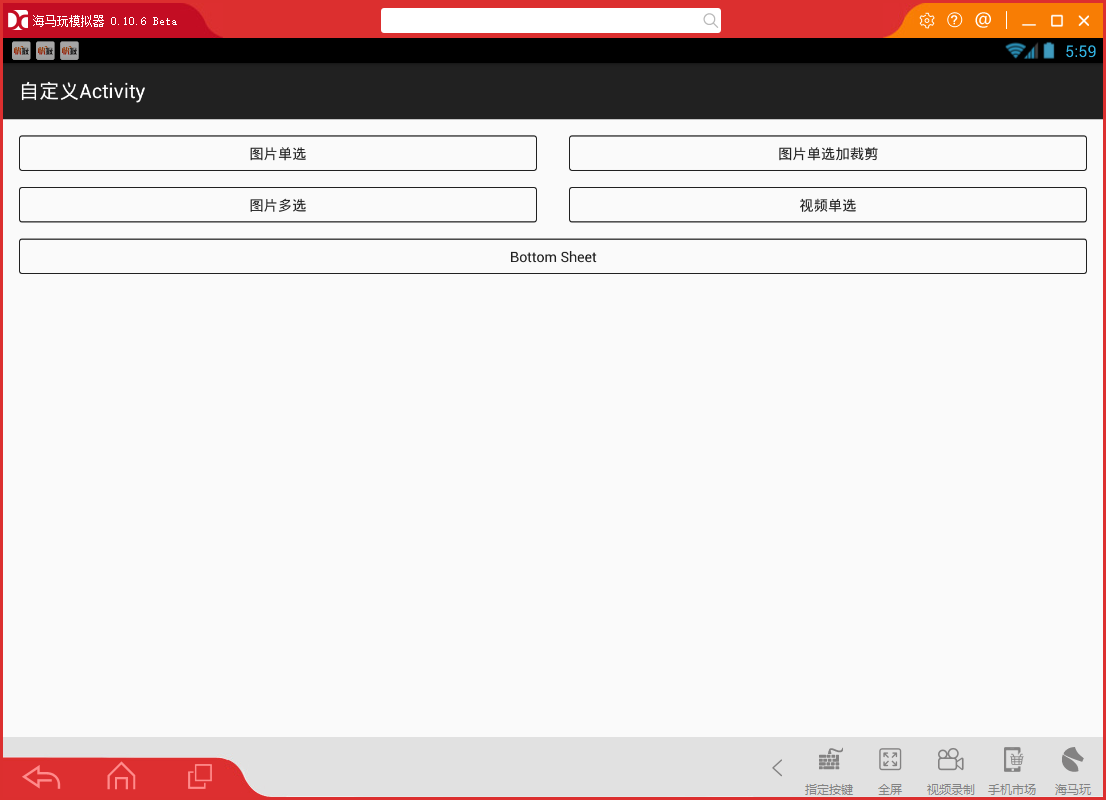 海马玩模拟器 0.10.6 Beta
5:59
自定义Activity
图片单选
图片单选加裁剪
图片多选
视频单选
Bottom Sheet
指定按键
全屏
视频录制
手机市场
海马玩